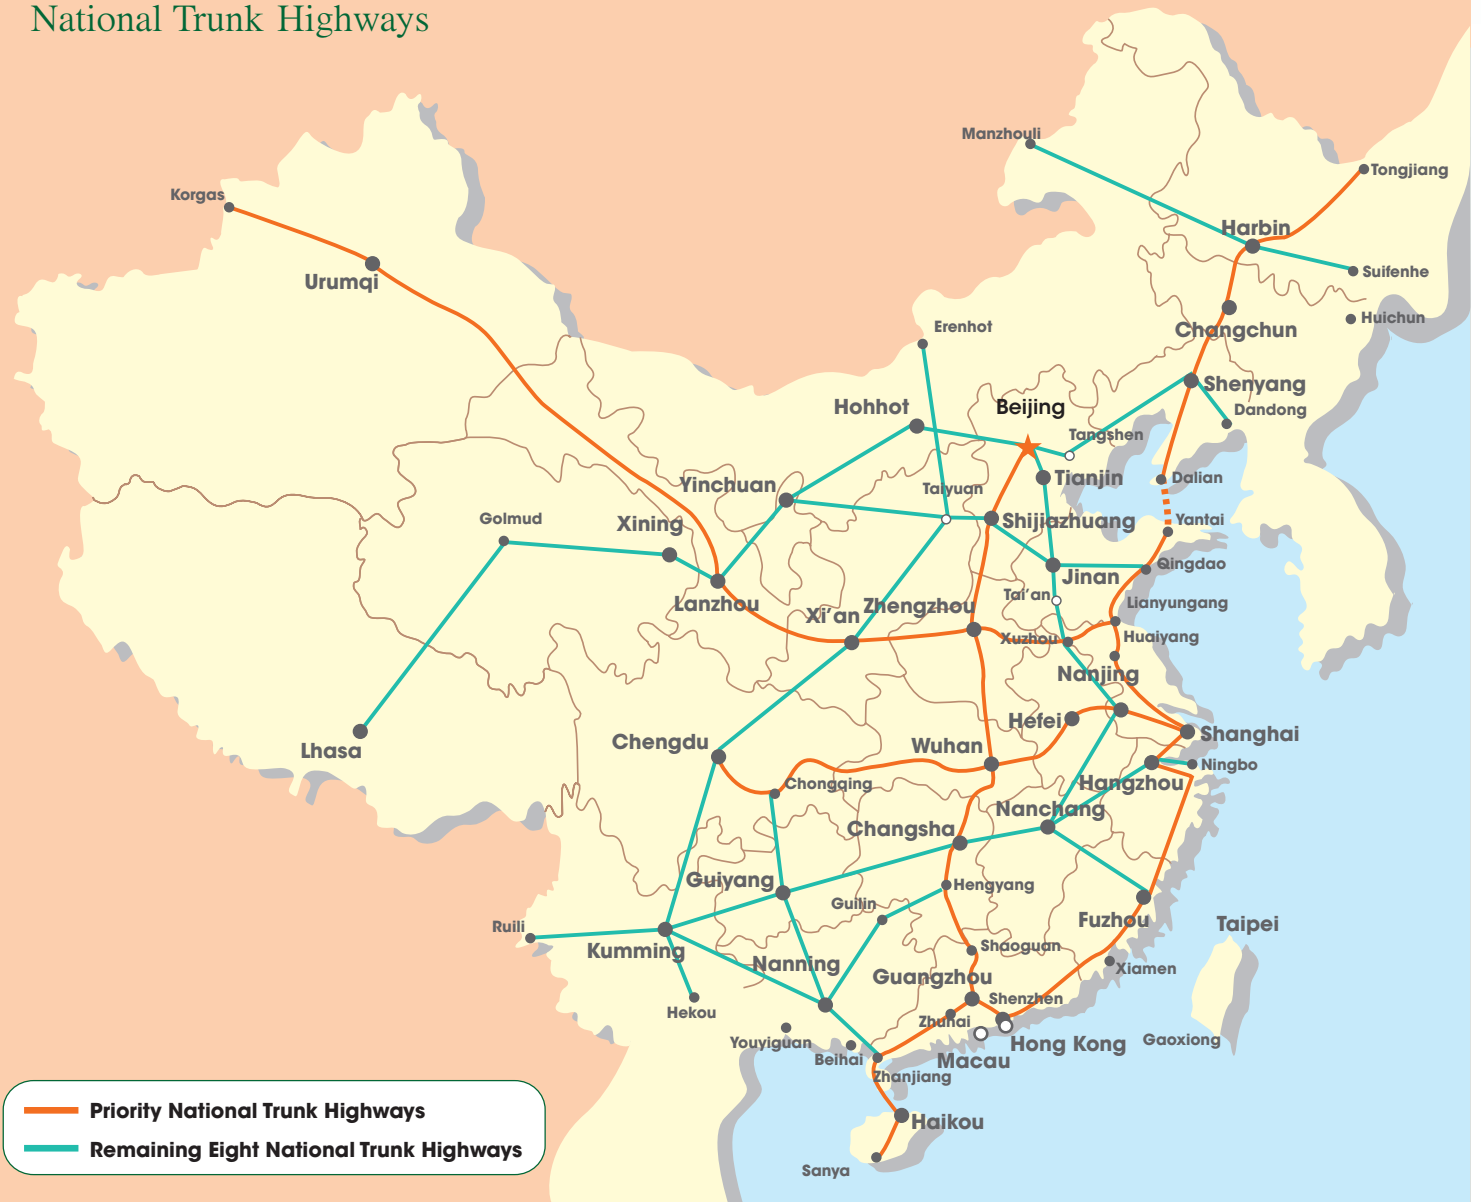 National Trunk Highways
Manzhouli
Tongjiang
Korgas
Harbin
Urumqi
Suifenhe
Huichun
Erenhot
Changchun
Shenyang
Hohhot
Beijing
Dandong
Tangshen
Yinchuan
Taiyuan
Tianjin
Dalian
Golmud
Xining
Shijiazhuang
Yantai
Qingdao
Jinan
Lanzhou
Xi'an
Zhengzhou
Tai'an
Lianyungang
Xuzhou
Huaiyang
Nanjing
Lhasa
Chengdu
Hefei
Wuhan
Shanghai
Ningbo
Chongqing
Hangzhou
Nanchang
Changsha
Guiyang
Hengyang
Guilin
Ruili
Fuzhou
Taipei
Kumming
Nanning
Shaoguan
Guangzhou
Xiamen
Hekou
Shenzhen
Zhuhai
Youyiguan
Hong Kong
Gaoxiong
Beihai
Macau
Zhanjiang
Haikou
Sanya
Priority National Trunk Highways
Remaining Eight National Trunk Highways